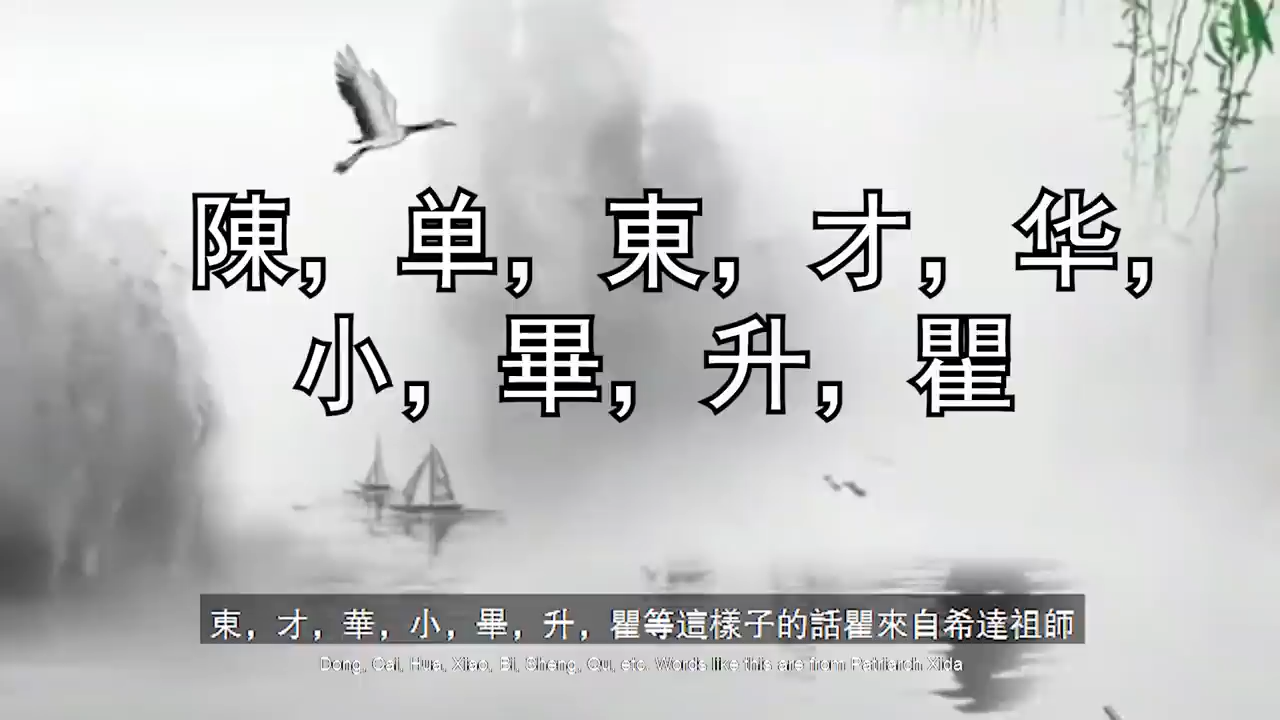 陳，单，東，才，华，
小，畢，升，瞿
東，才，華，小，畢，升，瞿等這樣子的話瞿來自希達祖師
Dong, Cai, Hua, Xiao, Bi, Sheng, Qu, etc. Words like this are from Patriarch Xida